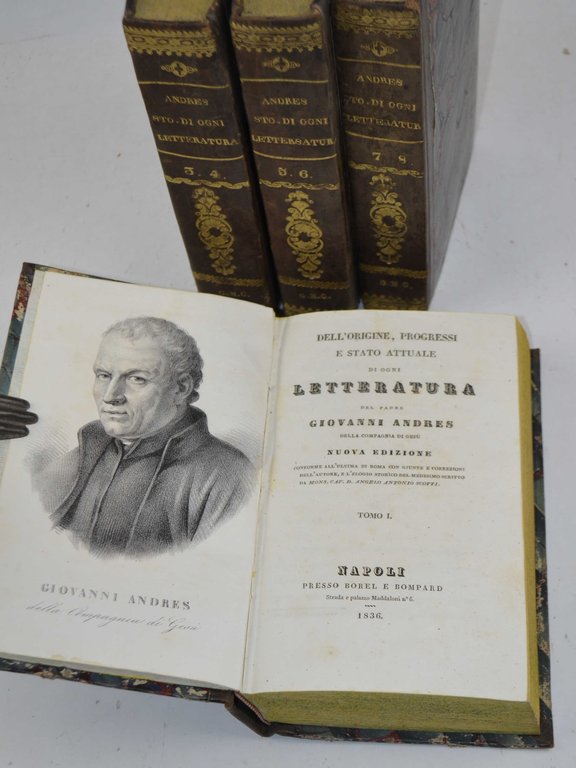 ANDRES
STO. DI OGNI
LETTERATURA
3. 4.
G.M.G.
ANDRES
STO. DI OGNI
LETTERSATUR
5. 6.
G.M.G.
ANDRES
STO. DI OGNI
LETTERATUR
7 8.
G.M.G.
GIOVANNI ANDRES
della Compagnia di Gesù
DELL'ORIGINE, PROGRESSI
E STATO ATTUALE
DI OGNI
LETTERATURA
DEL PADRE
GIOVANNI ANDRES
DELLA COMPAGNIA DI GESÙ
NUOVA EDIZIONE
CONFORME ALL'ULTIMA DI ROMA CON GIUNTE E CORREZIONI
DELL'AUTORE, E L'ELOGIO STORICO DEL MEDESIMO SCRITTO
DA MONS. CAP. D. ANGELO ANTONIO SCOTTI.
TOMO I.
NAPOLI
PRESSO BOREL E BOMPARD
Strada e palazzo Maddaloni n.° 6.
1836.